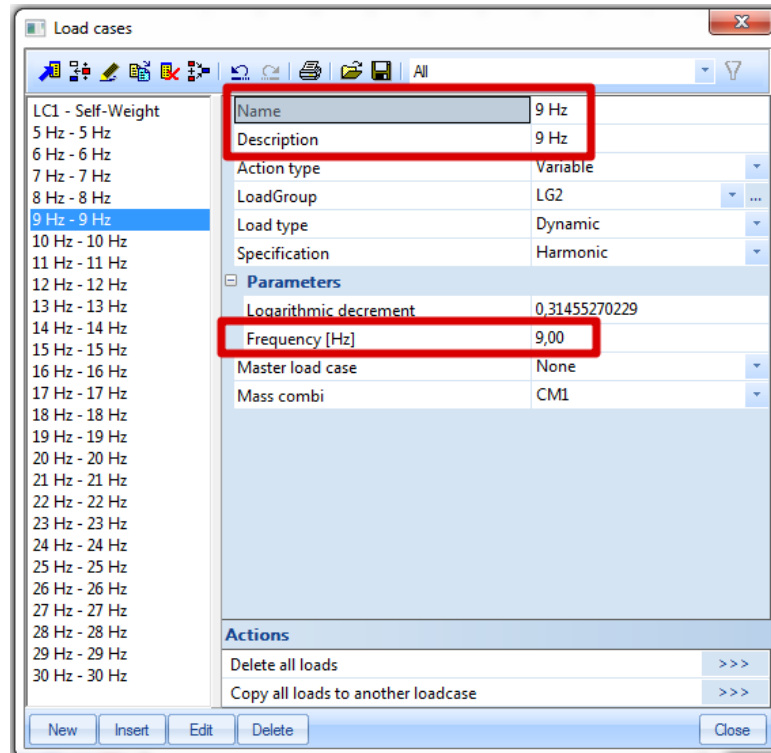 Load cases
All
LC1 - Self-Weight
5 Hz - 5 Hz
6 Hz - 6 Hz
7 Hz - 7 Hz
8 Hz - 8 Hz
9 Hz - 9 Hz
10 Hz - 10 Hz
11 Hz - 11 Hz
12 Hz - 12 Hz
13 Hz - 13 Hz
14 Hz - 14 Hz
15 Hz - 15 Hz
16 Hz - 16 Hz
17 Hz - 17 Hz
18 Hz - 18 Hz
19 Hz - 19 Hz
20 Hz - 20 Hz
21 Hz - 21 Hz
22 Hz - 22 Hz
23 Hz - 23 Hz
24 Hz - 24 Hz
25 Hz - 25 Hz
26 Hz - 26 Hz
27 Hz - 27 Hz
28 Hz - 28 Hz
29 Hz - 29 Hz
30 Hz - 30 Hz
Name 9 Hz
Description 9 Hz
Action type Variable
LoadGroup LG2 ...
Load type Dynamic
Specification Harmonic
Parameters
Logarithmic decrement 0,31455270229
Frequency [Hz] 9,00
Master load case None
Mass combi CM1
Actions
Delete all loads >>>
Copy all loads to another loadcase >>>
New Insert Edit Delete Close